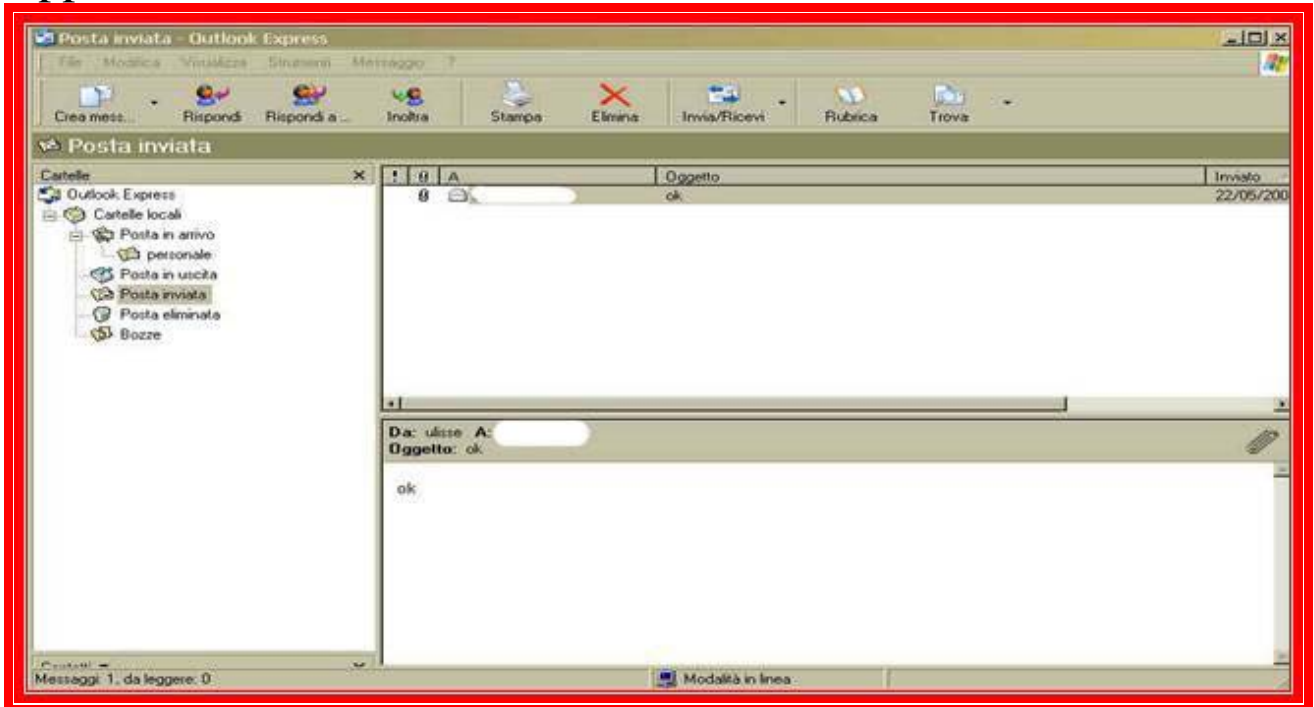 Posta inviata - Outlook Express
File Modifica Visualizza Strumenti Messaggio ?
Crea mess... Rispondi Rispondi a ... Inoltra Stampa Elimina Invia/Ricevi Rubrica Trova
Posta inviata
Cartelle
! A Oggetto Inviato
Outlook Express
ok 22/05/200
Cartelle locali
Posta in arrivo
personale
Posta in uscita
Posta inviata
Posta eliminata
Bozze
Da: ulisse A:
Oggetto: ok
ok
Contatti
Messaggi: 1, da leggere: 0 Modalità in linea